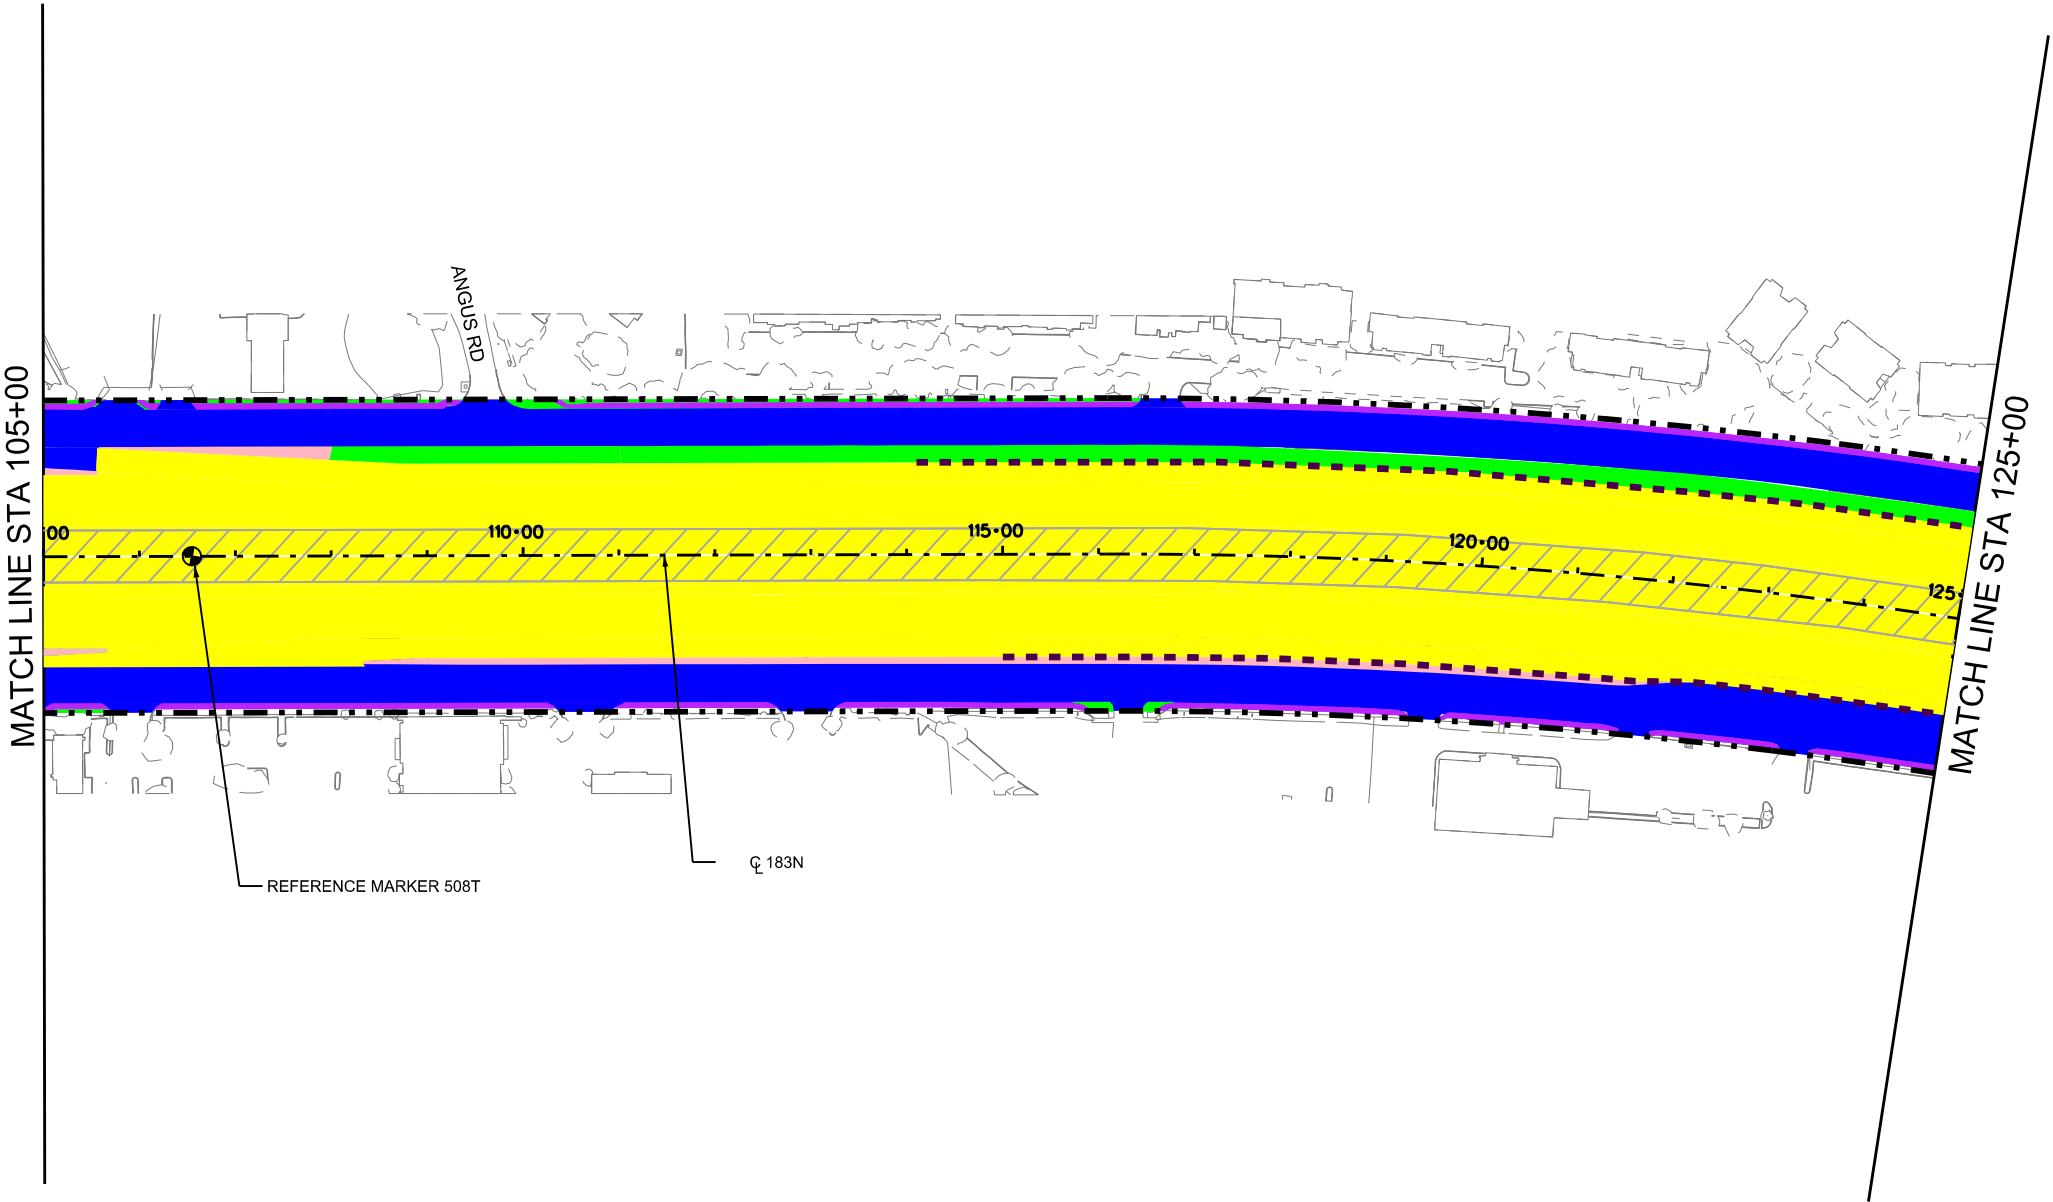 ANGUS RD
MATCH LINE STA 105+00
MATCH LINE STA 125+00
00
110+00
115+00
120+00
125+
℄ 183N
REFERENCE MARKER 508T